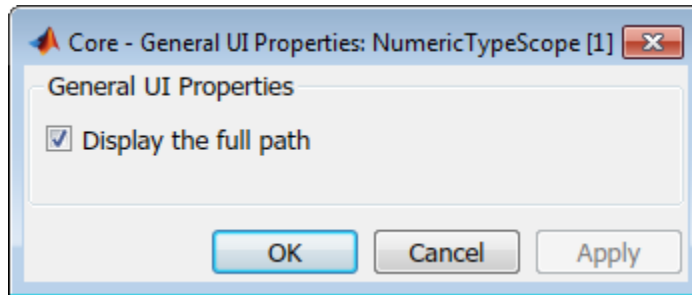 Core - General UI Properties: NumericTypeScope [1]
General UI Properties
Display the full path
OK Cancel Apply